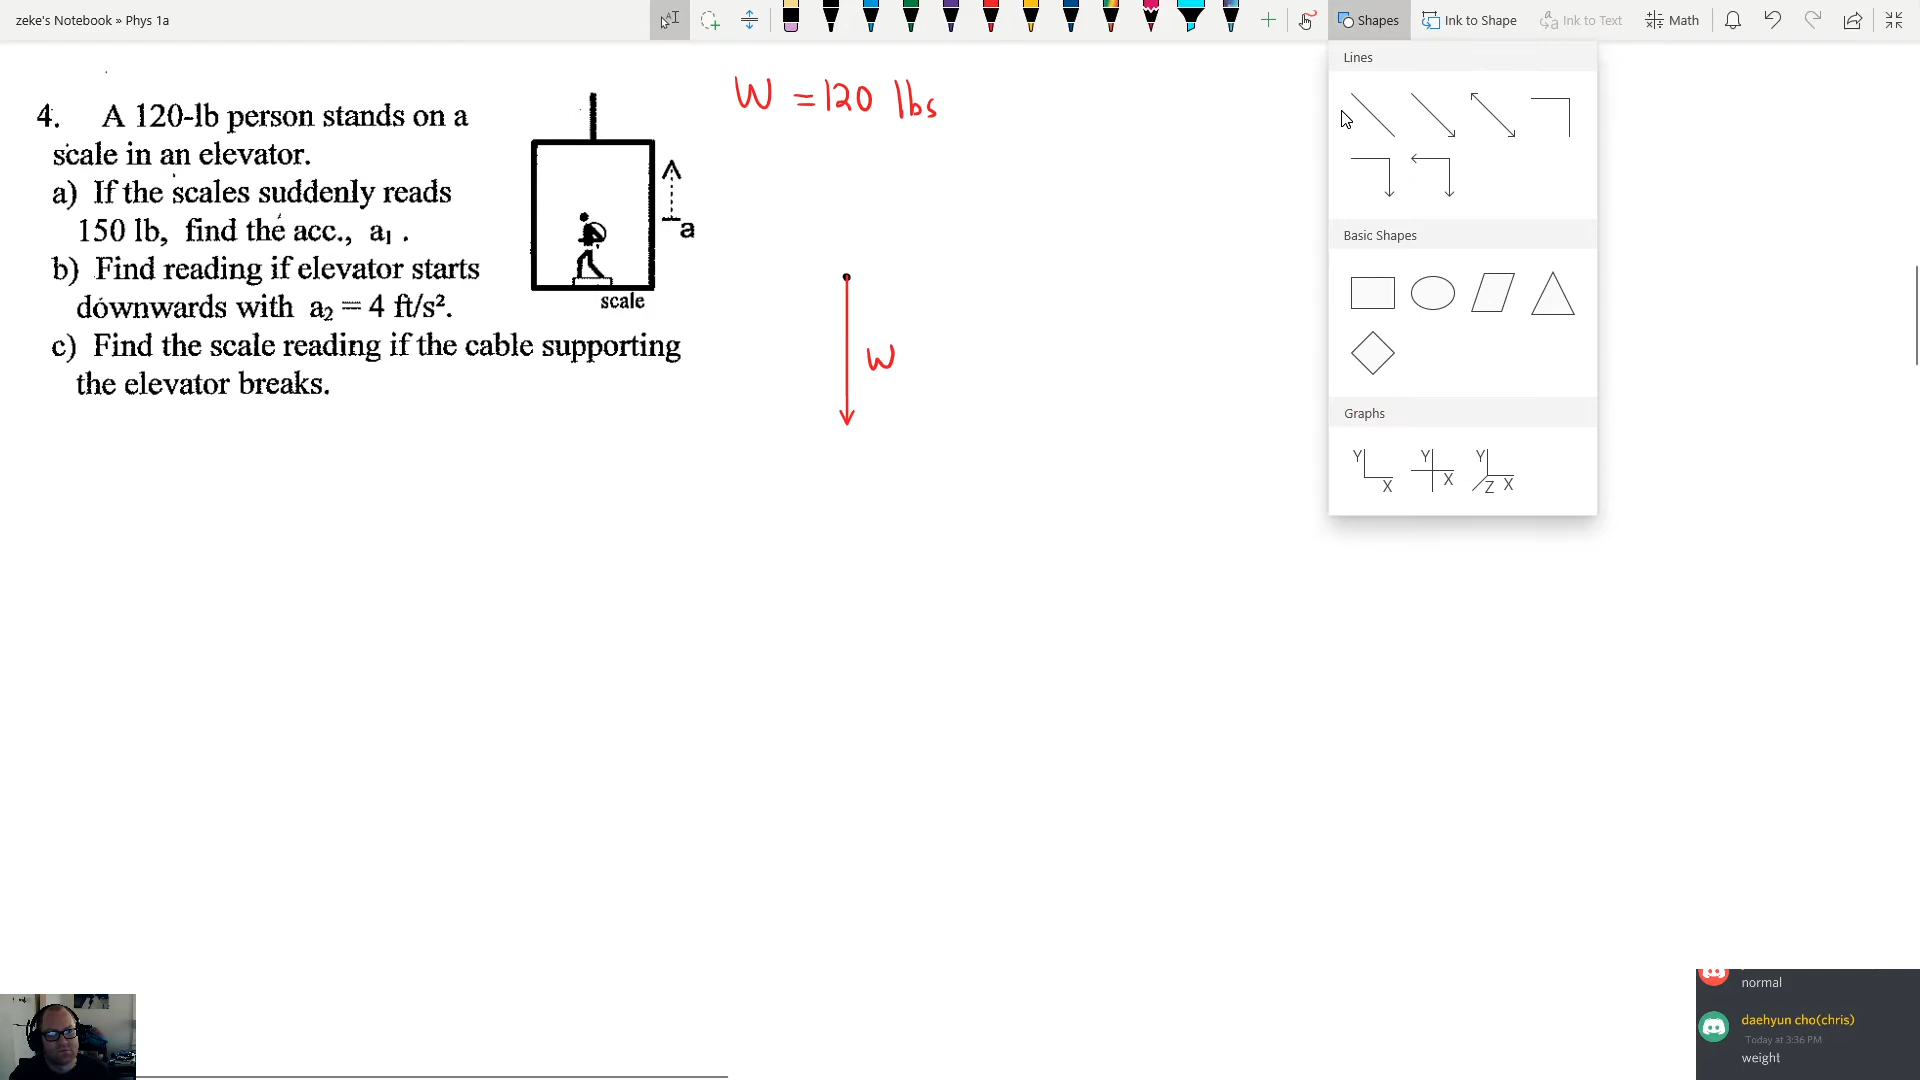 zeke's Notebook » Phys 1a
Shapes
Ink to Shape
Ink to Text
Math
Lines
4. A 120-lb person stands on a
scale in an elevator.
a) If the scales suddenly reads
150 lb, find the acc., a₁ .
b) Find reading if elevator starts
downwards with a₂ = 4 ft/s².
c) Find the scale reading if the cable supporting
the elevator breaks.
a
scale
W = 120 lbs
W
Basic Shapes
Graphs
Y X
Y X
Y Z X
normal
daehyun cho(chris)
Today at 3:36 PM
weight